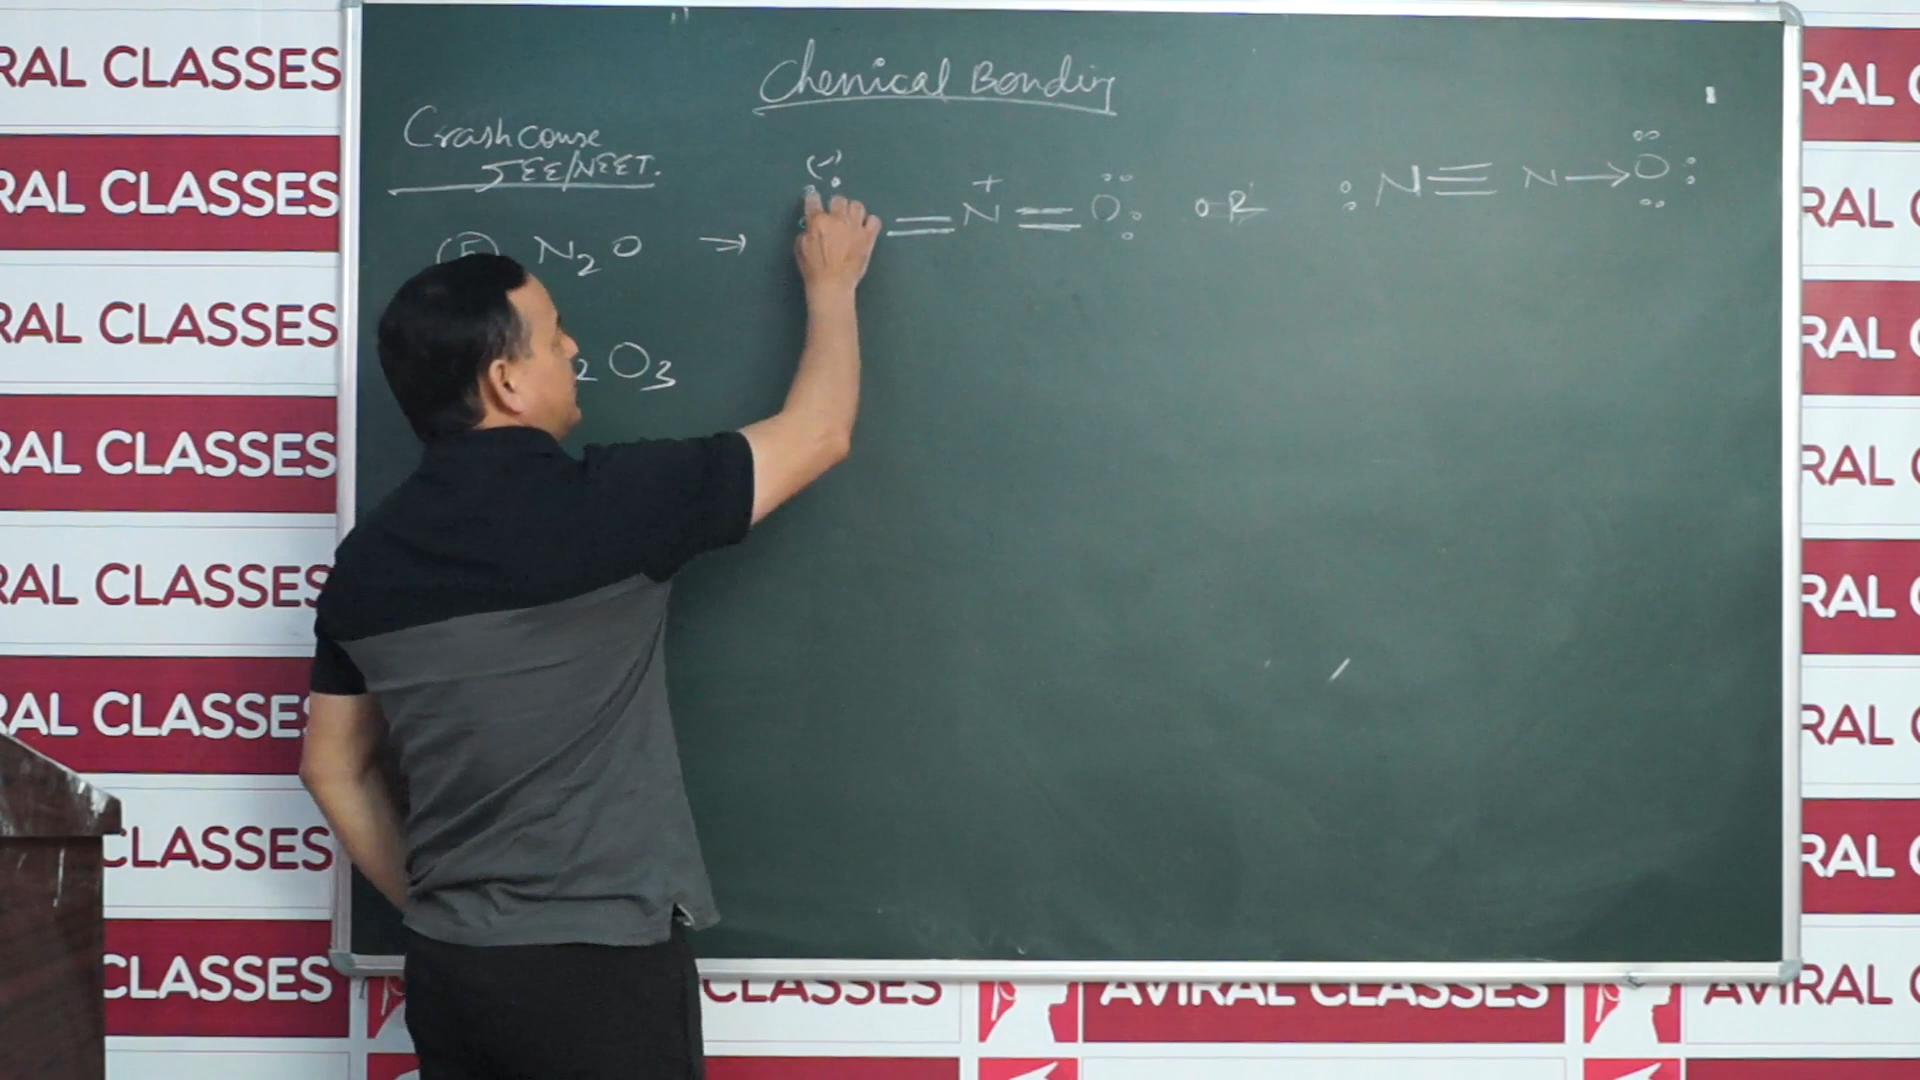 Chemical Bonding
Crash course
JEE/NEET.
(-)
= N⁺ = O OR :N ≡ N → O:
N₂O →
₂O₃
RAL CLASSES
RAL CLASSES
RAL CLASSES
RAL CLASSES
RAL CLASSES
RAL CLASSES
CLASSES
CLASSES
CLASSES
AVIRAL CLASSES
AVIRAL C
RAL C
RAL C
RAL C
RAL C
RAL C
RAL C
RAL C